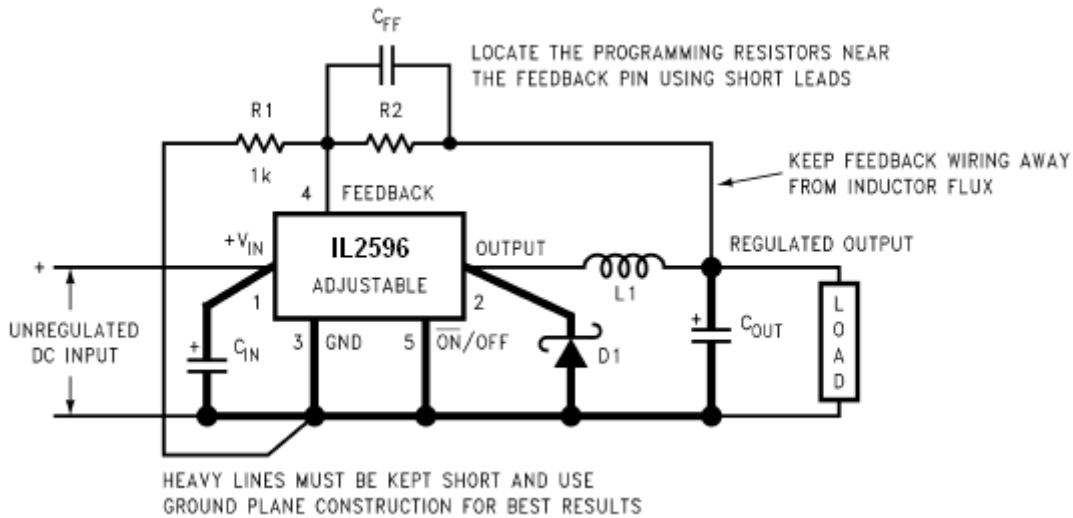 CFF
LOCATE THE PROGRAMMING RESISTORS NEAR
THE FEEDBACK PIN USING SHORT LEADS
R1
R2
1k
KEEP FEEDBACK WIRING AWAY
FROM INDUCTOR FLUX
4 FEEDBACK
+VIN
IL2596
ADJUSTABLE
OUTPUT
REGULATED OUTPUT
+
1
2
L1
UNREGULATED
DC INPUT
+
CIN
3 GND
5 ON/OFF
D1
+
COUT
LOAD
-
HEAVY LINES MUST BE KEPT SHORT AND USE
GROUND PLANE CONSTRUCTION FOR BEST RESULTS